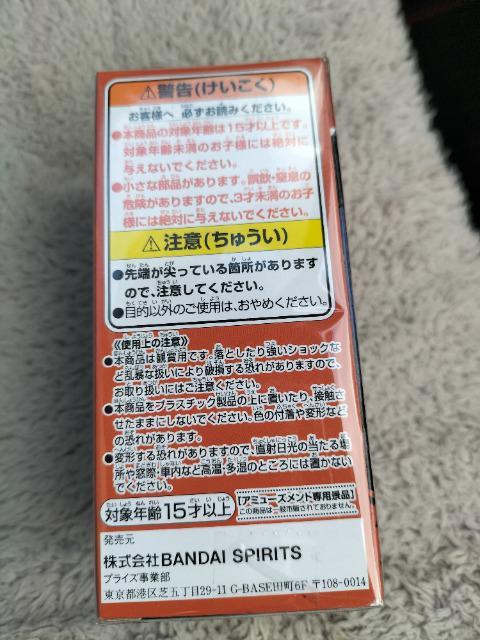 ⚠警告(けいこく)
お客様へ 必ずお読みください。
●本商品の対象年齢は15才以上です。
対象年齢未満のお子様には絶対に
与えないでください。
●小さな部品があります。誤飲・窒息の
危険がありますので、3才未満のお子
様には絶対に与えないでください。
⚠注意(ちゅうい)
●先端が尖っている箇所があります
ので、注意してください。
●目的以外のご使用は、おやめください。
《使用上の注意》
●本商品は観賞用です。落としたり強いショックな
ど乱暴な扱いにより破損する恐れがありますので、
お取り扱いにはご注意ください。
●本商品をプラスチック製品の上に置いたり、接触さ
せたままにしないでください。色の付着や変形など
の恐れがあります。
●変形する恐れがありますので、直射日光の当たる場
所や窓際・車内など高温・多湿のところには置かない
でください。
対象年齢15才以上
【アミューズメント専用景品】
この商品は一般市販されておりません。
発売元
株式会社BANDAI SPIRITS
プライズ事業部
東京都港区芝五丁目29-11 G-BASE田町6F 〒108-0014